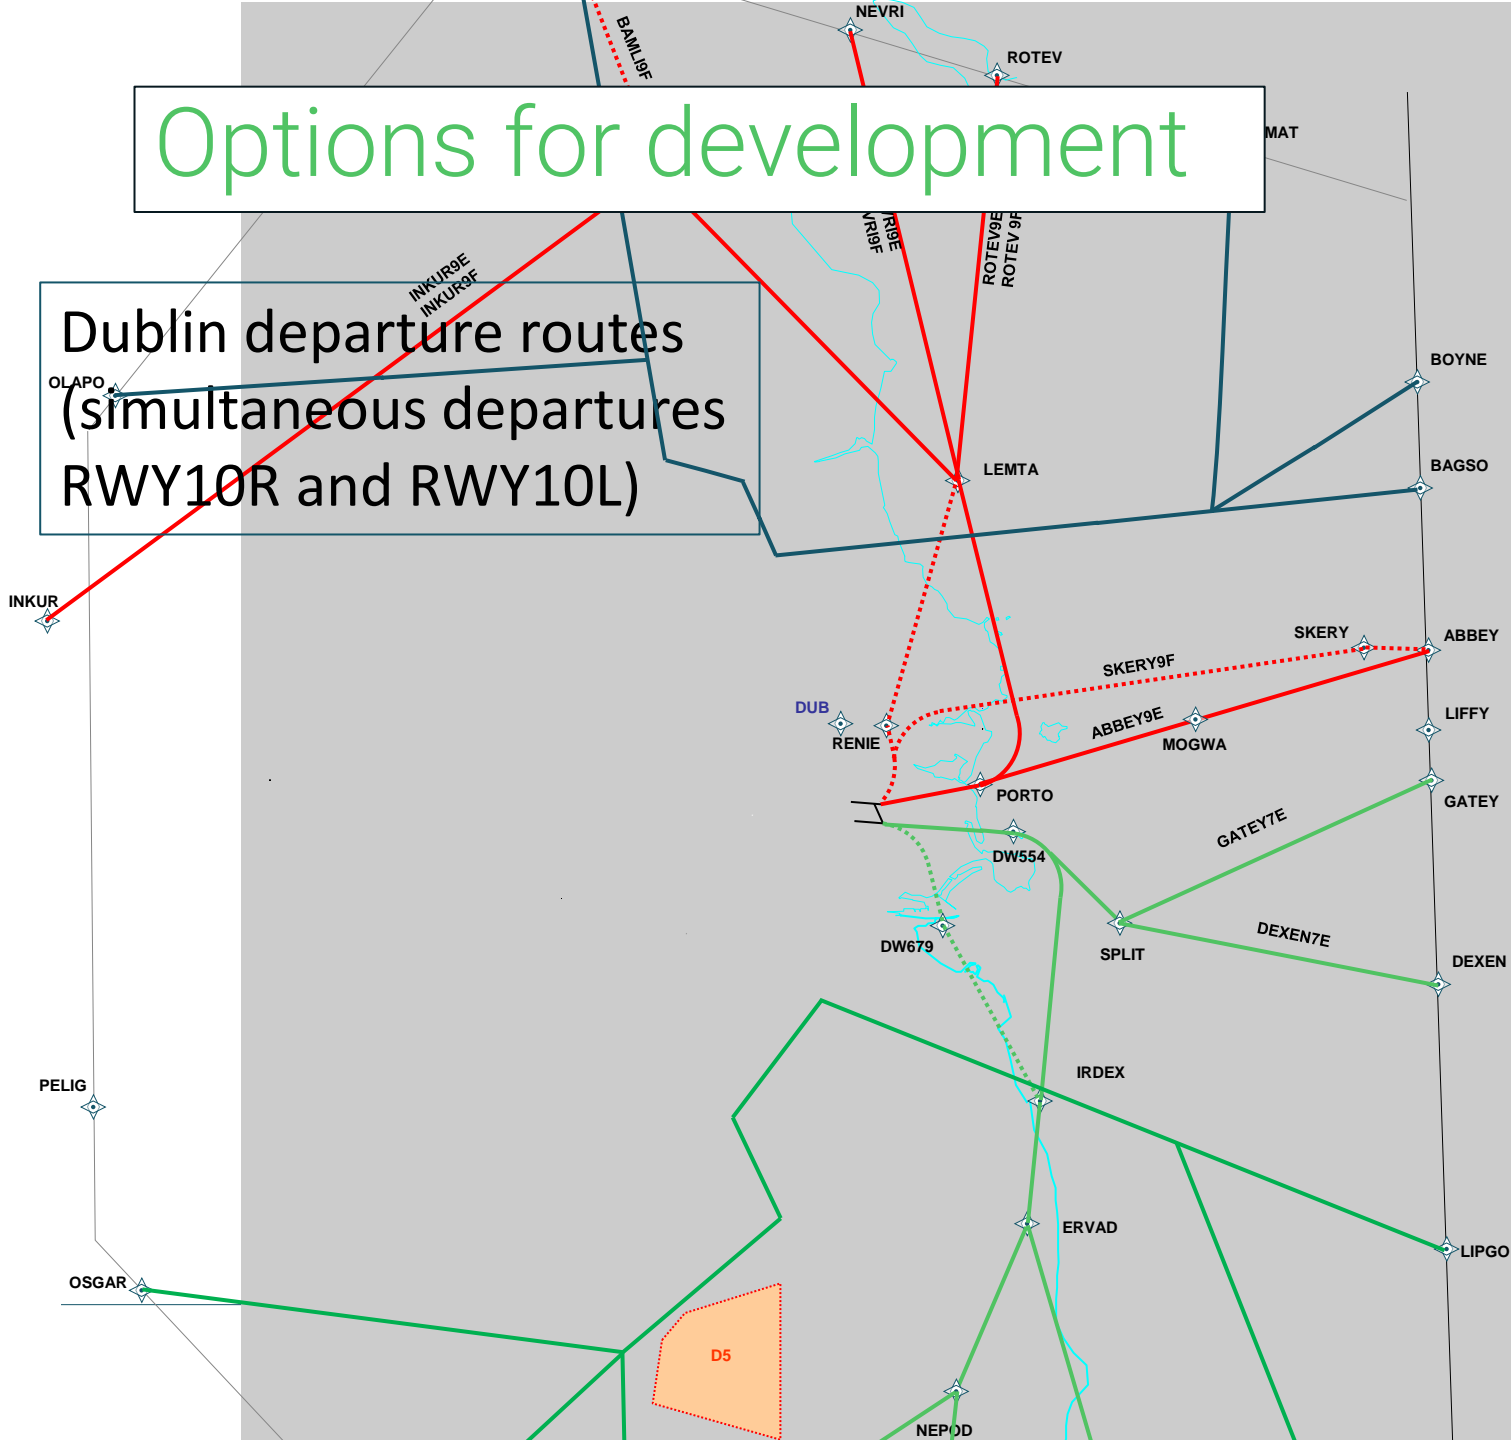 NEVRI
BAMLI9F
ROTEV
Options for development
MAT
INKUR9E
INKUR9F
VRI9E
VRI9F
ROTEV9E
ROTEV 9F
Dublin departure routes
(simultaneous departures
RWY10R and RWY10L)
OLAPO
BOYNE
LEMTA
BAGSO
INKUR
SKERY
ABBEY
SKERY9F
DUB
RENIE
ABBEY9E
MOGWA
LIFFY
PORTO
GATEY
GATEY7E
DW554
DW679
SPLIT
DEXEN7E
DEXEN
IRDEX
PELIG
ERVAD
LIPGO
OSGAR
D5
NEPOD